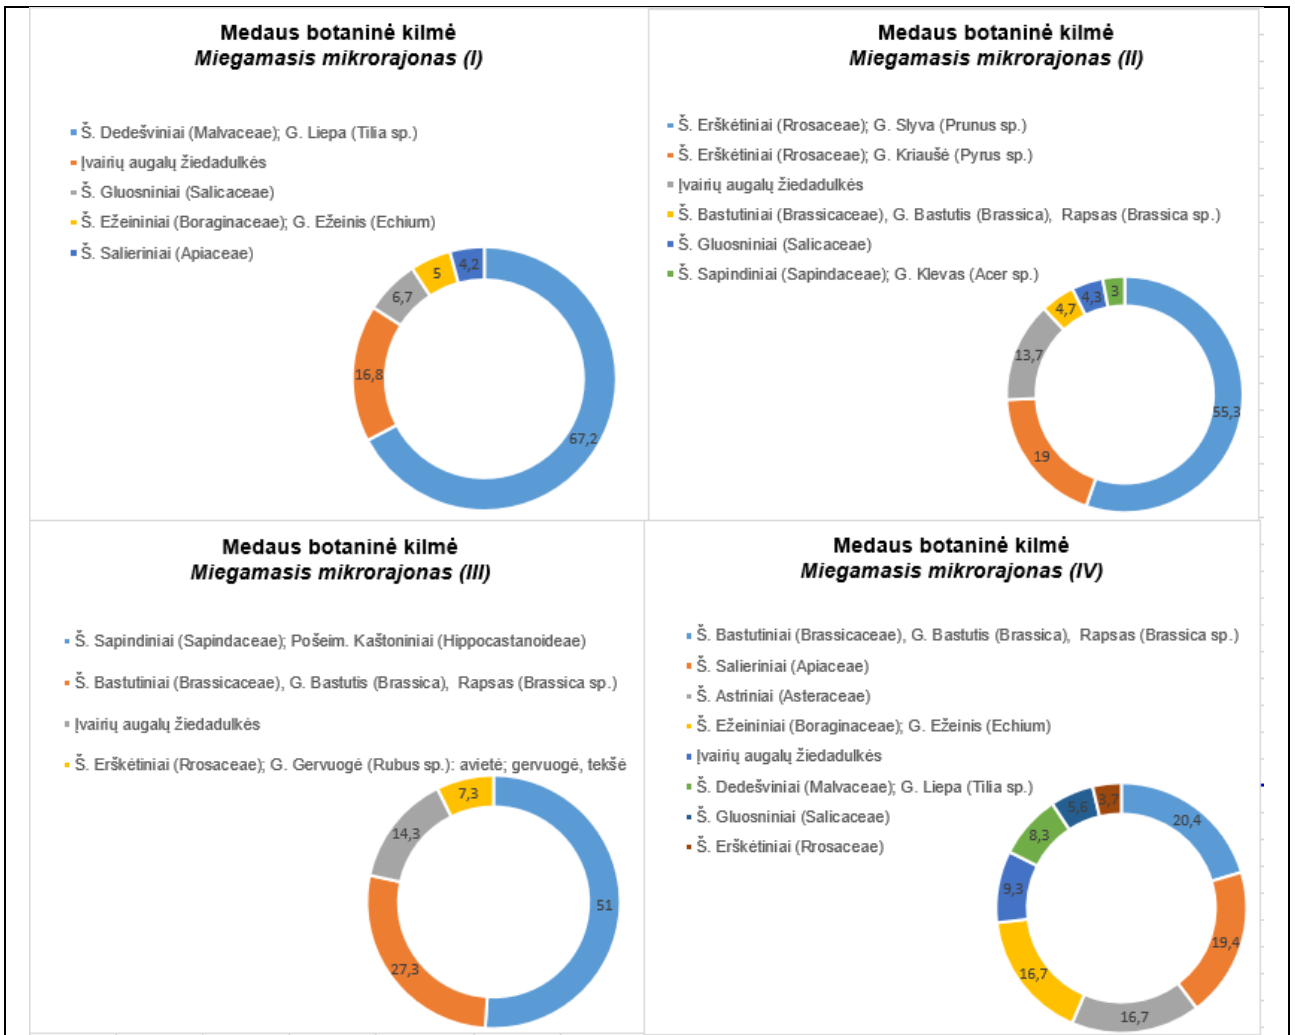 Medaus botaninė kilmė
Miegamasis mikrorajonas (I)
Š. Dedešviniai (Malvaceae); G. Liepa (Tilia sp.)
Įvairių augalų žiedadulkės
Š. Gluosniniai (Salicaceae)
Š. Ežeininiai (Boraginaceae); G. Ežeinis (Echium)
Š. Salieriniai (Apiaceae)
4,2
5
6,7
16,8
67,2
Medaus botaninė kilmė
Miegamasis mikrorajonas (II)
Š. Erškėtiniai (Rrosaceae); G. Slyva (Prunus sp.)
Š. Erškėtiniai (Rrosaceae); G. Kriaušė (Pyrus sp.)
Įvairių augalų žiedadulkės
Š. Bastutiniai (Brassicaceae), G. Bastutis (Brassica), Rapsas (Brassica sp.)
Š. Gluosniniai (Salicaceae)
Š. Sapindiniai (Sapindaceae); G. Klevas (Acer sp.)
3
4,3
4,7
13,7
55,3
19
Medaus botaninė kilmė
Miegamasis mikrorajonas (III)
Š. Sapindiniai (Sapindaceae); Pošeim. Kaštoniniai (Hippocastanoideae)
Š. Bastutiniai (Brassicaceae), G. Bastutis (Brassica), Rapsas (Brassica sp.)
Įvairių augalų žiedadulkės
Š. Erškėtiniai (Rrosaceae); G. Gervuogė (Rubus sp.): avietė; gervuogė, tekšė
7,3
14,3
51
27,3
Medaus botaninė kilmė
Miegamasis mikrorajonas (IV)
Š. Bastutiniai (Brassicaceae), G. Bastutis (Brassica), Rapsas (Brassica sp.)
Š. Salieriniai (Apiaceae)
Š. Astriniai (Asteraceae)
Š. Ežeininiai (Boraginaceae); G. Ežeinis (Echium)
Įvairių augalų žiedadulkės
Š. Dedešviniai (Malvaceae); G. Liepa (Tilia sp.)
Š. Gluosniniai (Salicaceae)
Š. Erškėtiniai (Rrosaceae)
3,7
5,6
20,4
8,3
9,3
19,4
16,7
16,7